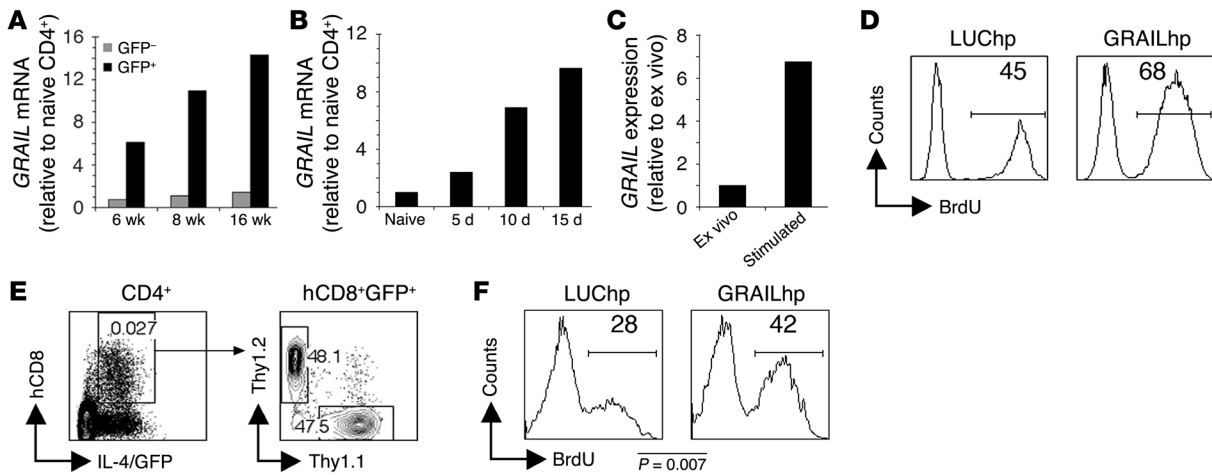 A
GRAIL mRNA
(relative to naive CD4⁺)
16
12
8
4
0
GFP⁻
GFP⁺
6 wk
8 wk
16 wk
B
GRAIL mRNA
(relative to naive CD4⁺)
12
9
6
3
0
Naive
5 d
10 d
15 d
C
GRAIL expression
(relative to ex vivo)
8
6
4
2
0
Ex vivo
Stimulated
D
LUChp
45
GRAILhp
68
Counts
BrdU
E
CD4⁺
0.027
hCD8
IL-4/GFP
hCD8⁺GFP⁺
48.1
47.5
Thy1.2
Thy1.1
F
LUChp
28
GRAILhp
42
Counts
BrdU
P = 0.007